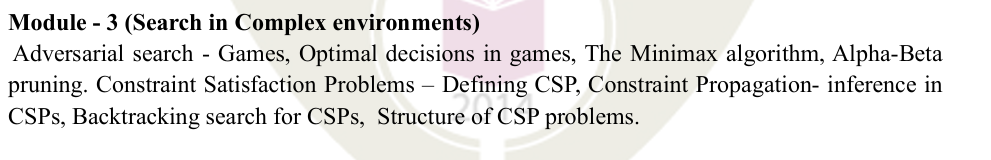 Module - 3 (Search in Complex environments)
Adversarial search - Games, Optimal decisions in games, The Minimax algorithm, Alpha-Beta
pruning. Constraint Satisfaction Problems – Defining CSP, Constraint Propagation- inference in
CSPs, Backtracking search for CSPs, Structure of CSP problems.
2014